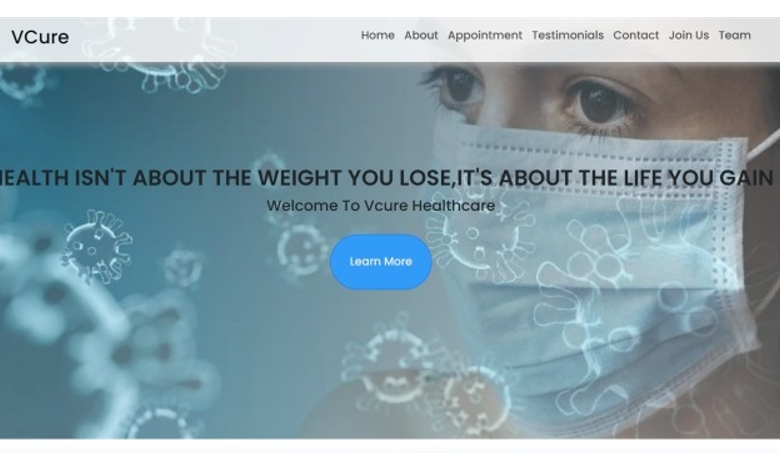 VCure
Home About Appointment Testimonials Contact Join Us Team
EALTH ISN'T ABOUT THE WEIGHT YOU LOSE,IT'S ABOUT THE LIFE YOU GAIN
Welcome To Vcure Healthcare
Learn More